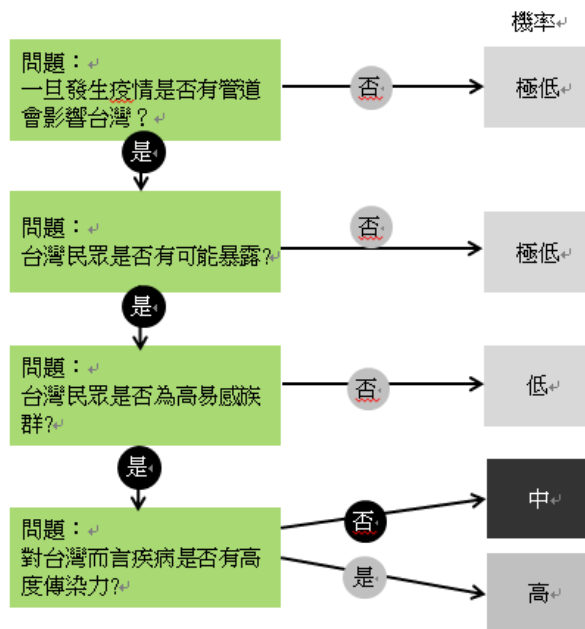 機率
問題：
一旦發生疫情是否有管道
會影響台灣？
否
極低
是
問題：
台灣民眾是否有可能暴露?
否
極低
是
問題：
台灣民眾是否為高易感族
群?
否
低
是
問題：
對台灣而言疾病是否有高
度傳染力?
否
中
是
高